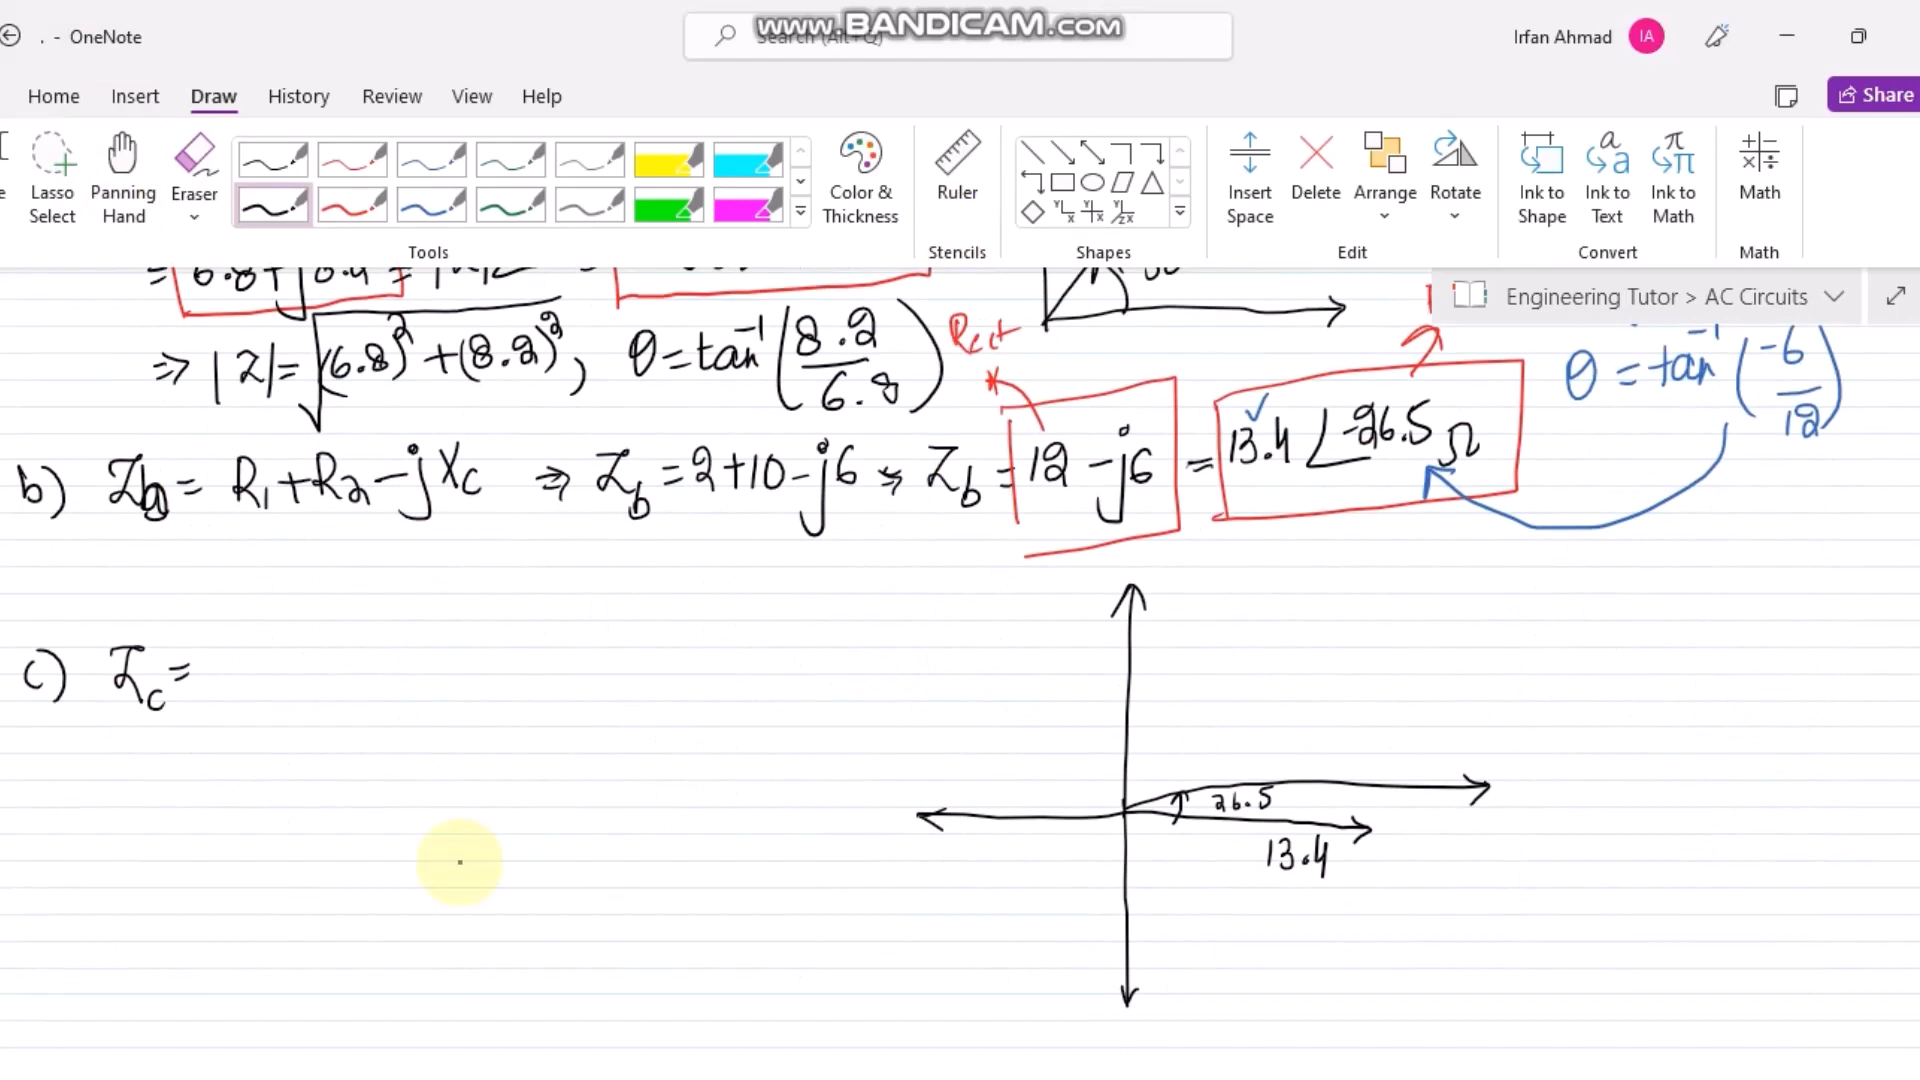 www.BANDICAM.com
. - OneNote
Search (Alt+Q)
Irfan Ahmad
IA
Home Insert Draw History Review View Help
Share
Lasso Select
Panning Hand
Eraser
Color & Thickness
Ruler
Insert Space
Delete
Arrange
Rotate
Ink to Shape
Ink to Text
Ink to Math
Math
Tools
Stencils
Shapes
Edit
Convert
Math
Engineering Tutor > AC Circuits
⇒ |Z| = √(6.8)² + (8.2)² , θ = tan⁻¹ (8.2/6.8)
Rect
θ = tan⁻¹ (-6/12)
b) Zb = R1 + R2 - jXc ⇒ Zb = 2+10-j6 ⇒ Zb = 12 - j6 = 13.4 ∠-26.5 Ω
c) Zc =
26.5
13.4